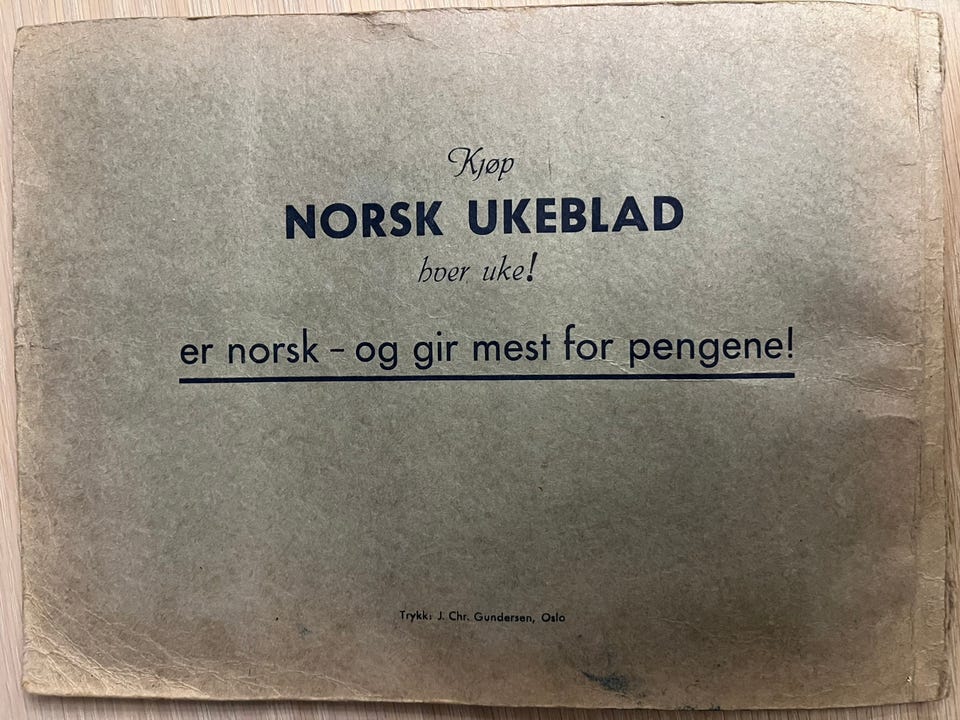 Kjøp
NORSK UKEBLAD
hver uke!
er norsk – og gir mest for pengene!
Trykk: J. Chr. Gundersen, Oslo